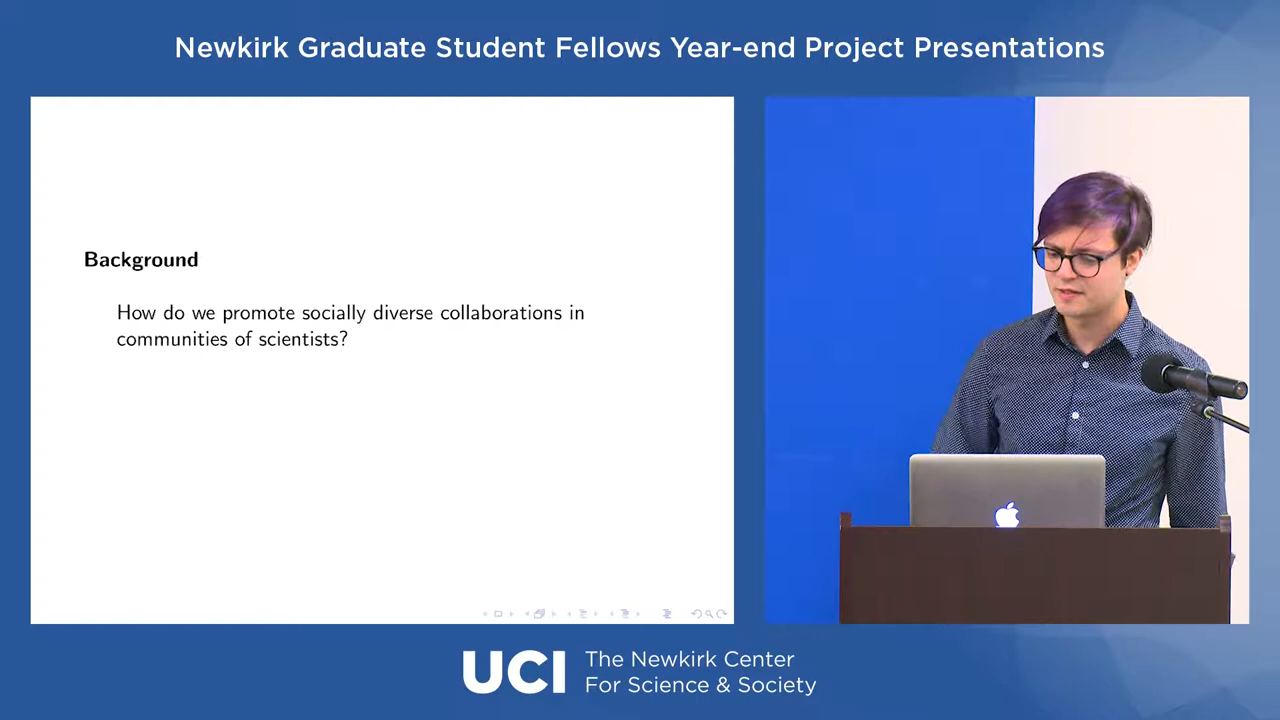 Newkirk Graduate Student Fellows Year-end Project Presentations
Background
How do we promote socially diverse collaborations in
communities of scientists?
UCI
The Newkirk Center
For Science & Society